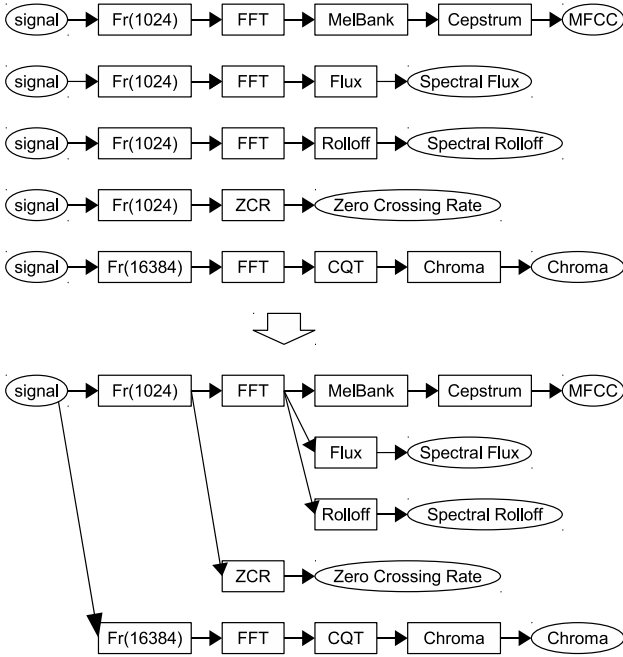 signal Fr(1024) FFT MelBank Cepstrum MFCC
signal Fr(1024) FFT Flux Spectral Flux
signal Fr(1024) FFT Rolloff Spectral Rolloff
signal Fr(1024) ZCR Zero Crossing Rate
signal Fr(16384) FFT CQT Chroma Chroma
signal Fr(1024) FFT MelBank Cepstrum MFCC
Flux Spectral Flux
Rolloff Spectral Rolloff
ZCR Zero Crossing Rate
Fr(16384) FFT CQT Chroma Chroma